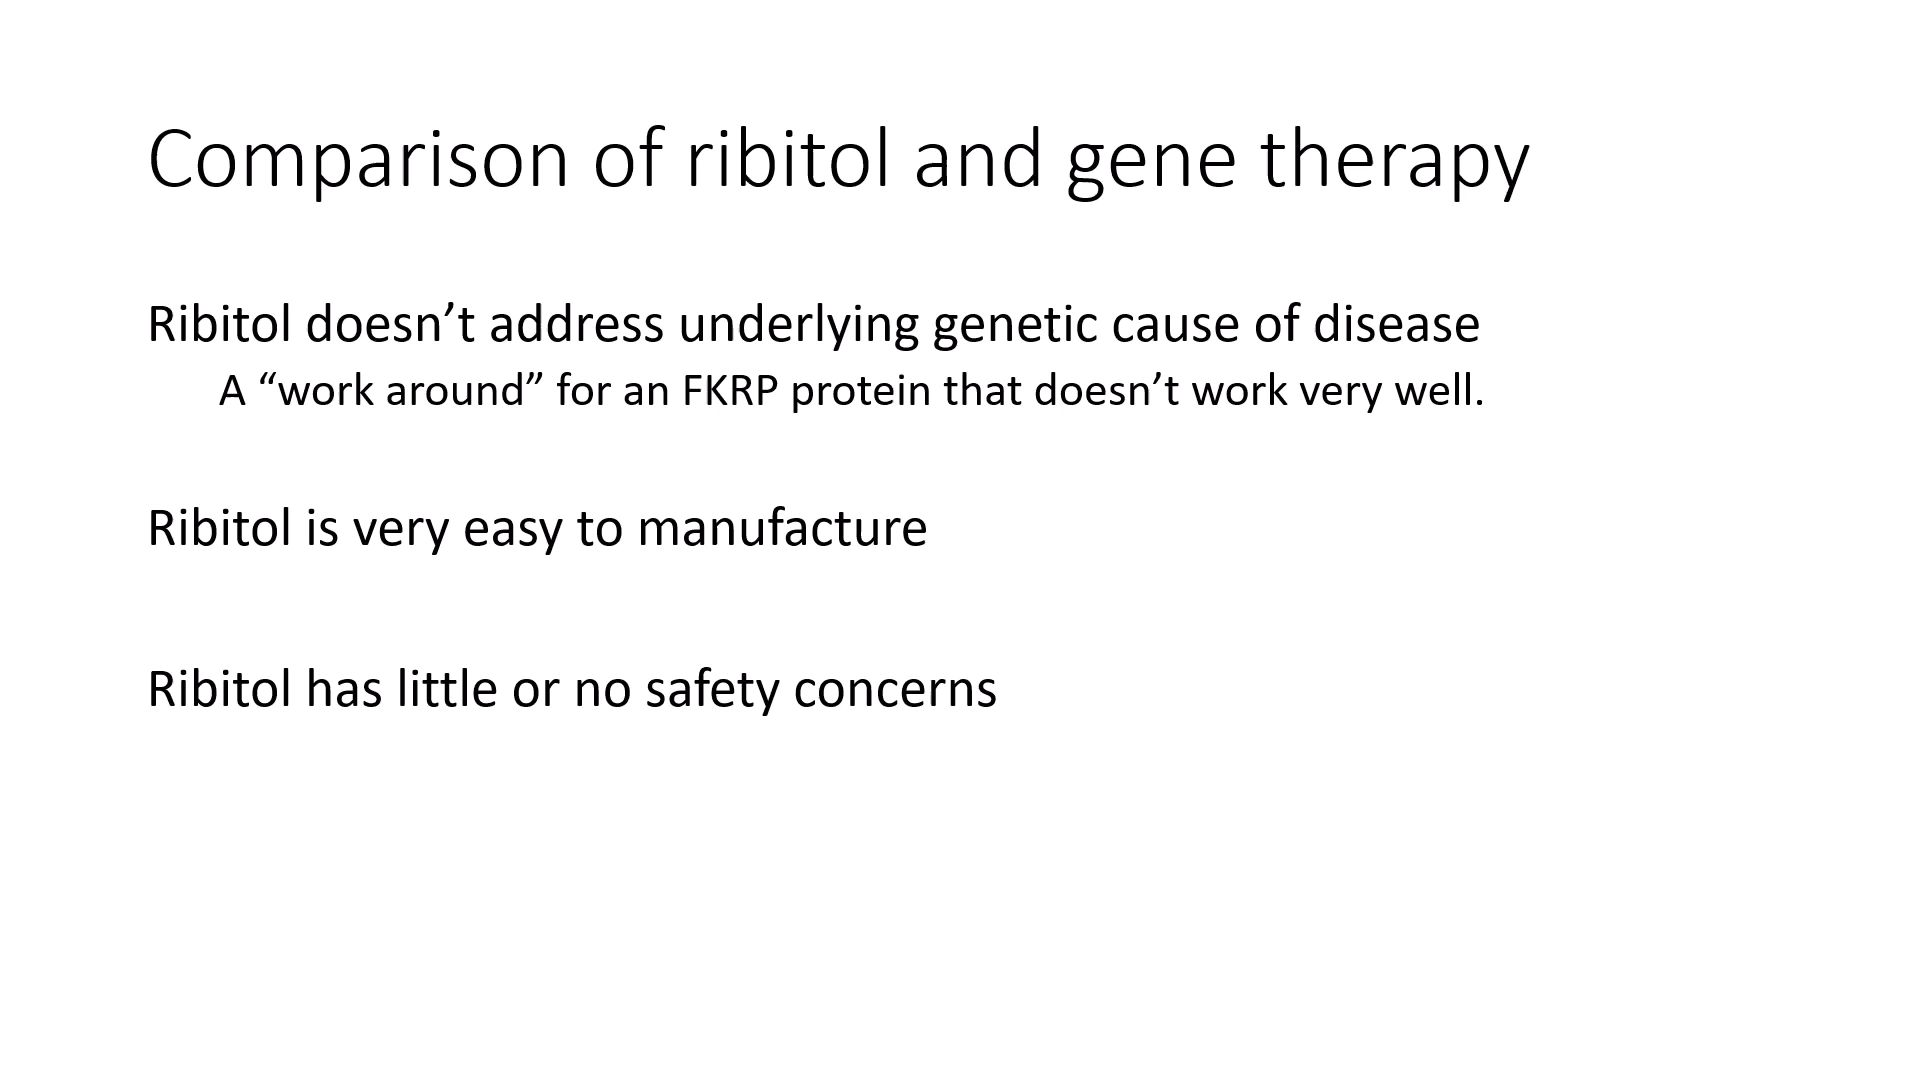 Comparison of ribitol and gene therapy
Ribitol doesn’t address underlying genetic cause of disease
A “work around” for an FKRP protein that doesn’t work very well.
Ribitol is very easy to manufacture
Ribitol has little or no safety concerns